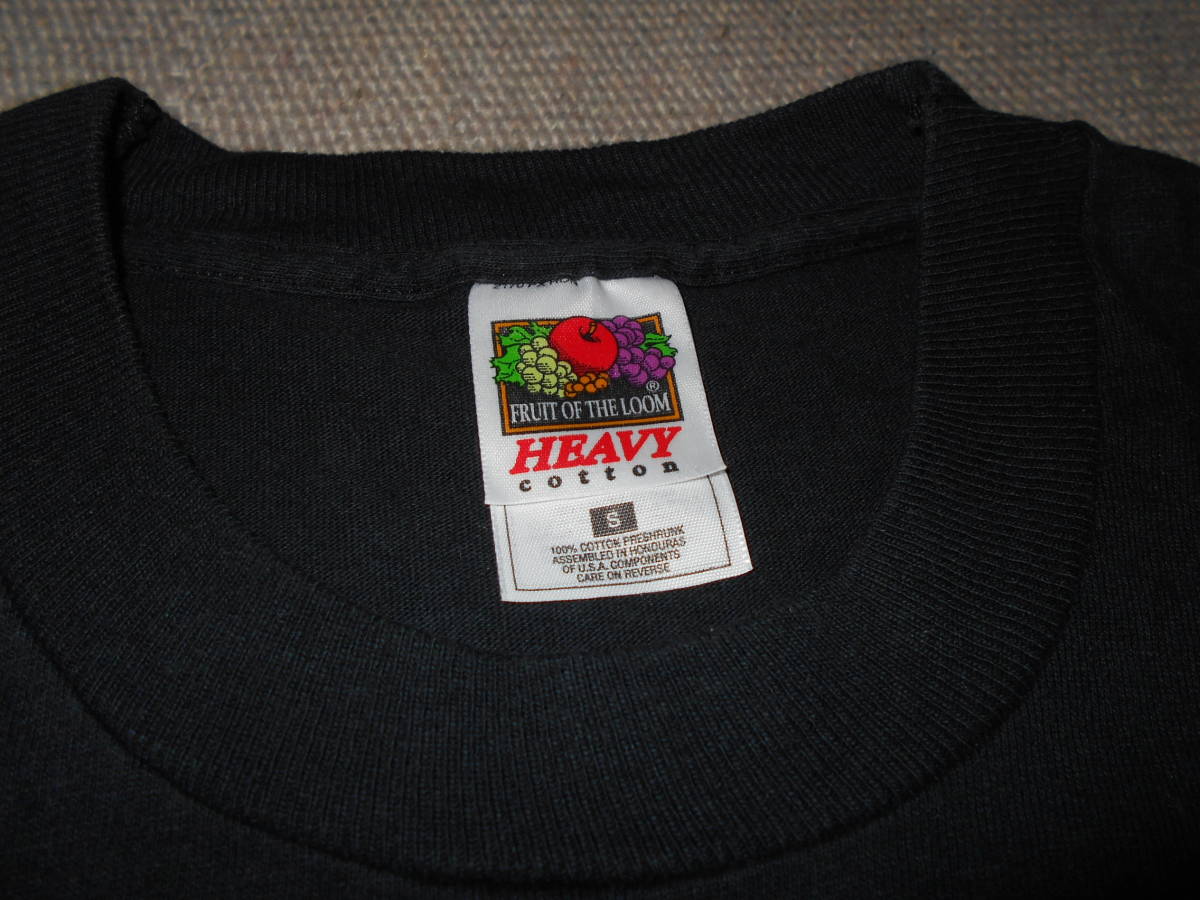 ®
FRUIT OF THE LOOM
HEAVY
cotton
S
100% COTTON PRESHRUNK
ASSEMBLED IN HONDURAS
OF U.S.A. COMPONENTS
CARE ON REVERSE